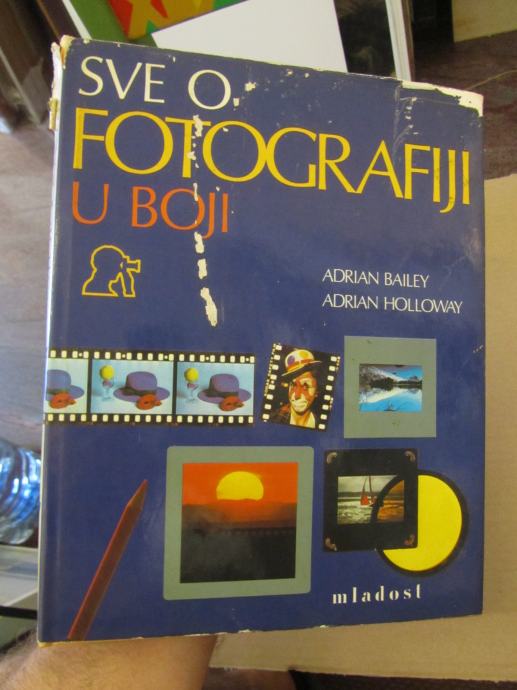 SVE O
FOTOGRAFIJI
U BOJI
ADRIAN BAILEY
ADRIAN HOLLOWAY
mladost